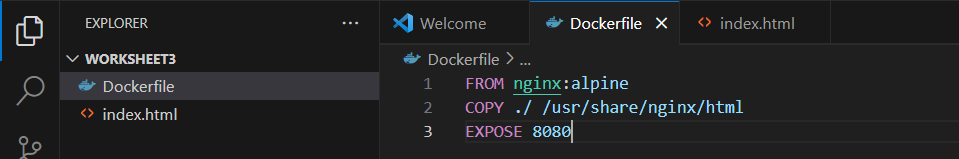 EXPLORER ...
WORKSHEET3
Dockerfile
index.html
Welcome
Dockerfile
index.html
Dockerfile > ...
1 FROM nginx:alpine
2 COPY ./ /usr/share/nginx/html
3 EXPOSE 8080